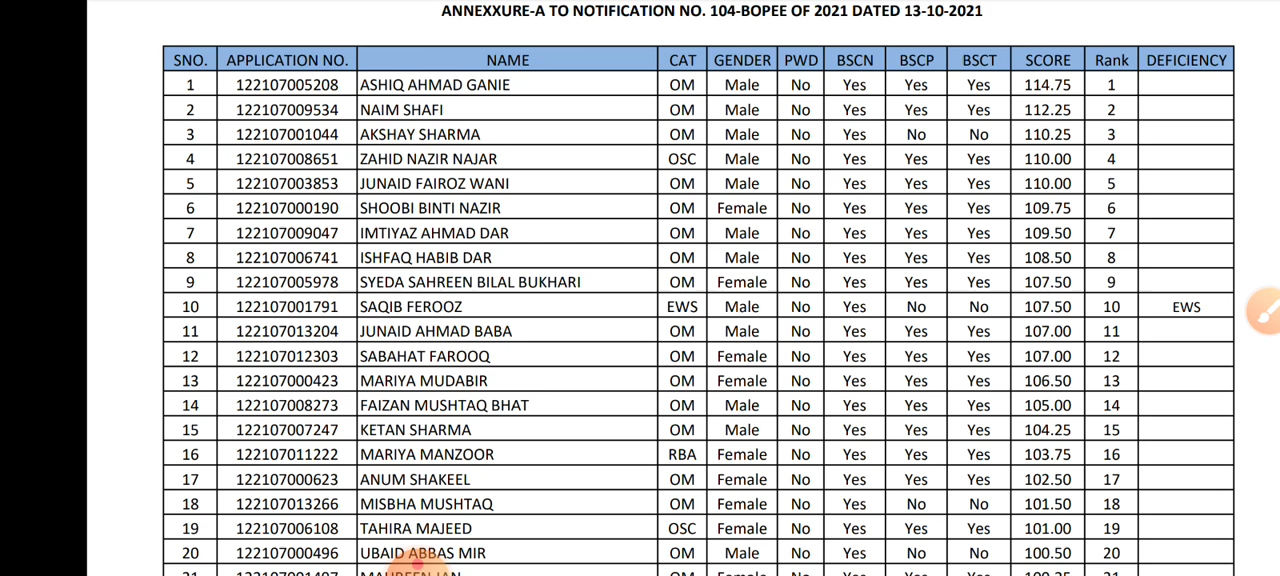 ANNEXXURE-A TO NOTIFICATION NO. 104-BOPEE OF 2021 DATED 13-10-2021
SNO. APPLICATION NO. NAME CAT GENDER PWD BSCN BSCP BSCT SCORE Rank DEFICIENCY
1 122107005208 ASHIQ AHMAD GANIE OM Male No Yes Yes Yes 114.75 1
2 122107009534 NAIM SHAFI OM Male No Yes Yes Yes 112.25 2
3 122107001044 AKSHAY SHARMA OM Male No Yes No No 110.25 3
4 122107008651 ZAHID NAZIR NAJAR OSC Male No Yes Yes Yes 110.00 4
5 122107003853 JUNAID FAIROZ WANI OM Male No Yes Yes Yes 110.00 5
6 122107000190 SHOOBI BINTI NAZIR OM Female No Yes Yes Yes 109.75 6
7 122107009047 IMTIYAZ AHMAD DAR OM Male No Yes Yes Yes 109.50 7
8 122107006741 ISHFAQ HABIB DAR OM Male No Yes Yes Yes 108.50 8
9 122107005978 SYEDA SAHREEN BILAL BUKHARI OM Female No Yes Yes Yes 107.50 9
10 122107001791 SAQIB FEROOZ EWS Male No Yes No No 107.50 10 EWS
11 122107013204 JUNAID AHMAD BABA OM Male No Yes Yes Yes 107.00 11
12 122107012303 SABAHAT FAROOQ OM Female No Yes Yes Yes 107.00 12
13 122107000423 MARIYA MUDABIR OM Female No Yes Yes Yes 106.50 13
14 122107008273 FAIZAN MUSHTAQ BHAT OM Male No Yes Yes Yes 105.00 14
15 122107007247 KETAN SHARMA OM Male No Yes Yes Yes 104.25 15
16 122107011222 MARIYA MANZOOR RBA Female No Yes Yes Yes 103.75 16
17 122107000623 ANUM SHAKEEL OM Female No Yes Yes Yes 102.50 17
18 122107013266 MISBHA MUSHTAQ OM Female No Yes No No 101.50 18
19 122107006108 TAHIRA MAJEED OSC Female No Yes Yes Yes 101.00 19
20 122107000496 UBAID ABBAS MIR OM Male No Yes No No 100.50 20